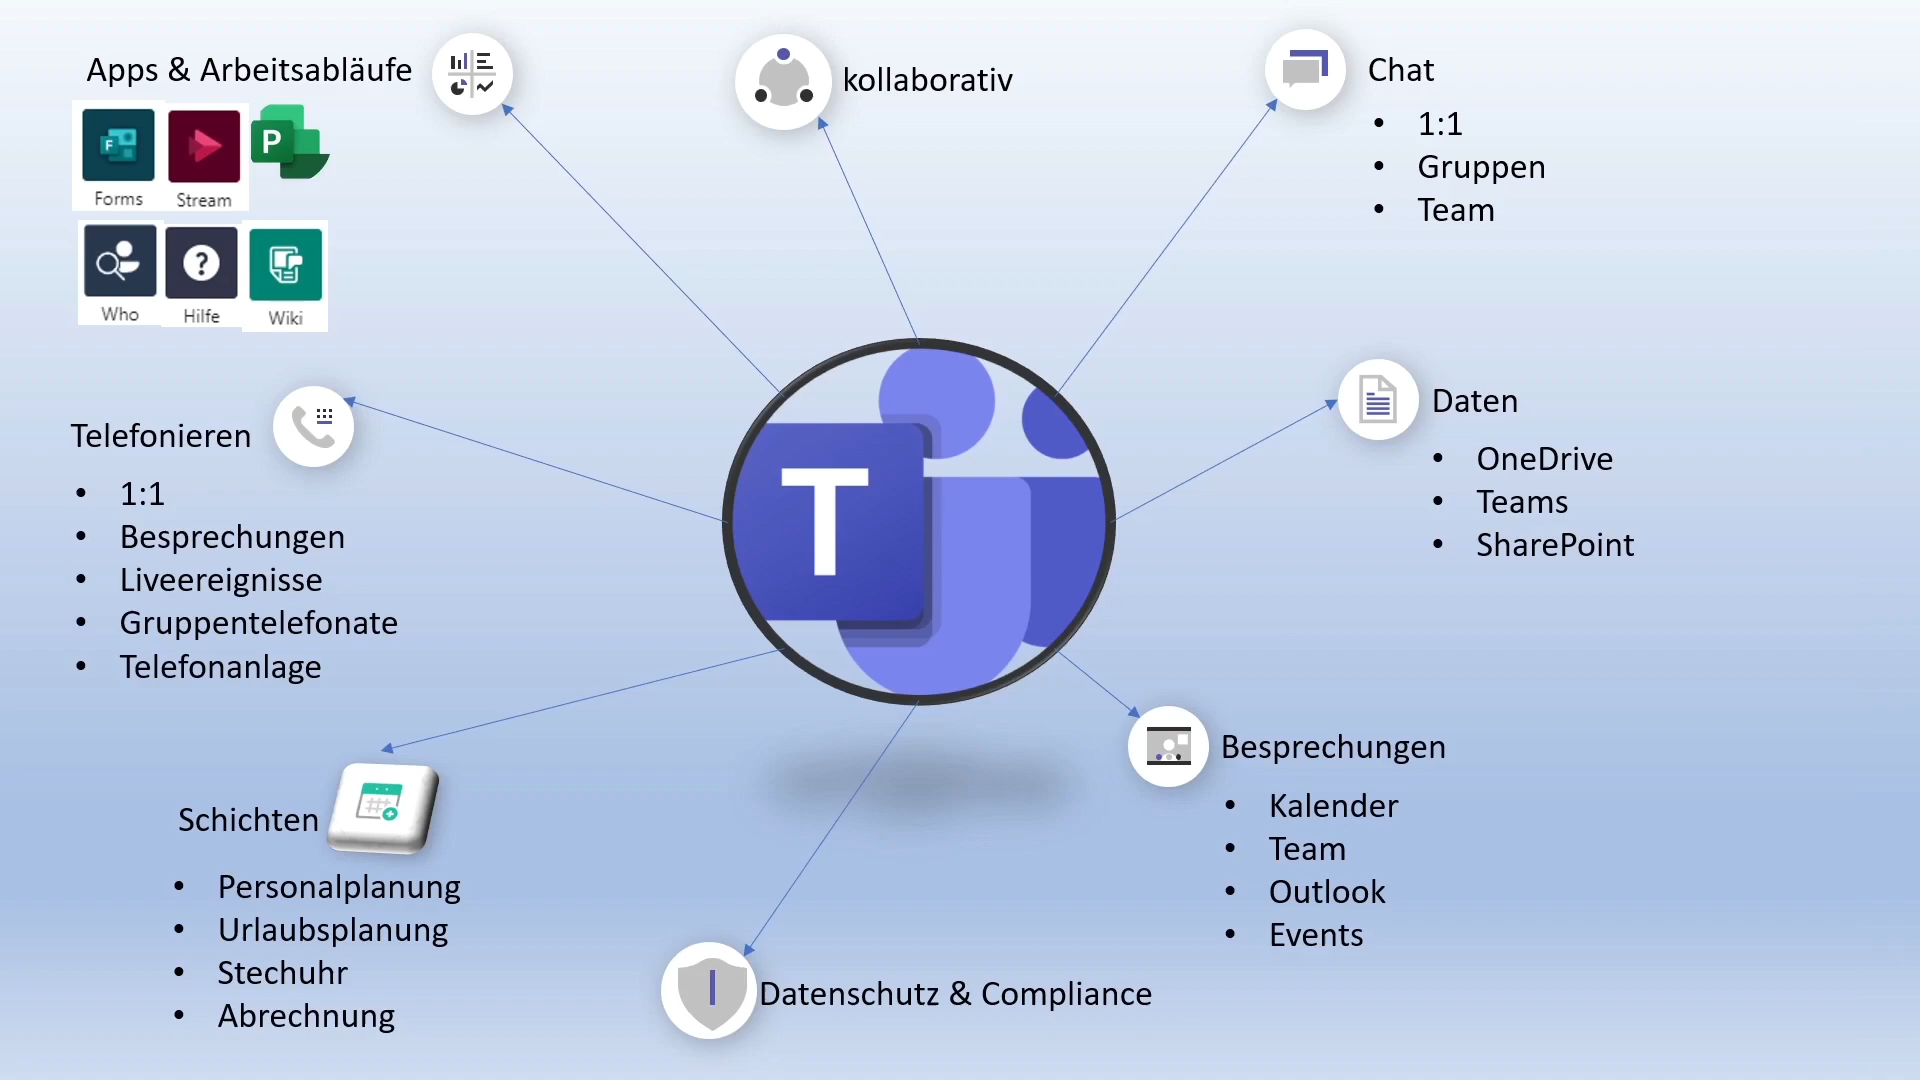 Apps & Arbeitsabläufe
F
Forms
Stream
P
Who
?
Hilfe
Wiki
kollaborativ
Chat
• 1:1
• Gruppen
• Team
Telefonieren
• 1:1
• Besprechungen
• Liveereignisse
• Gruppentelefonate
• Telefonanlage
T
Daten
• OneDrive
• Teams
• SharePoint
Schichten
• Personalplanung
• Urlaubsplanung
• Stechuhr
• Abrechnung
Besprechungen
• Kalender
• Team
• Outlook
• Events
Datenschutz & Compliance